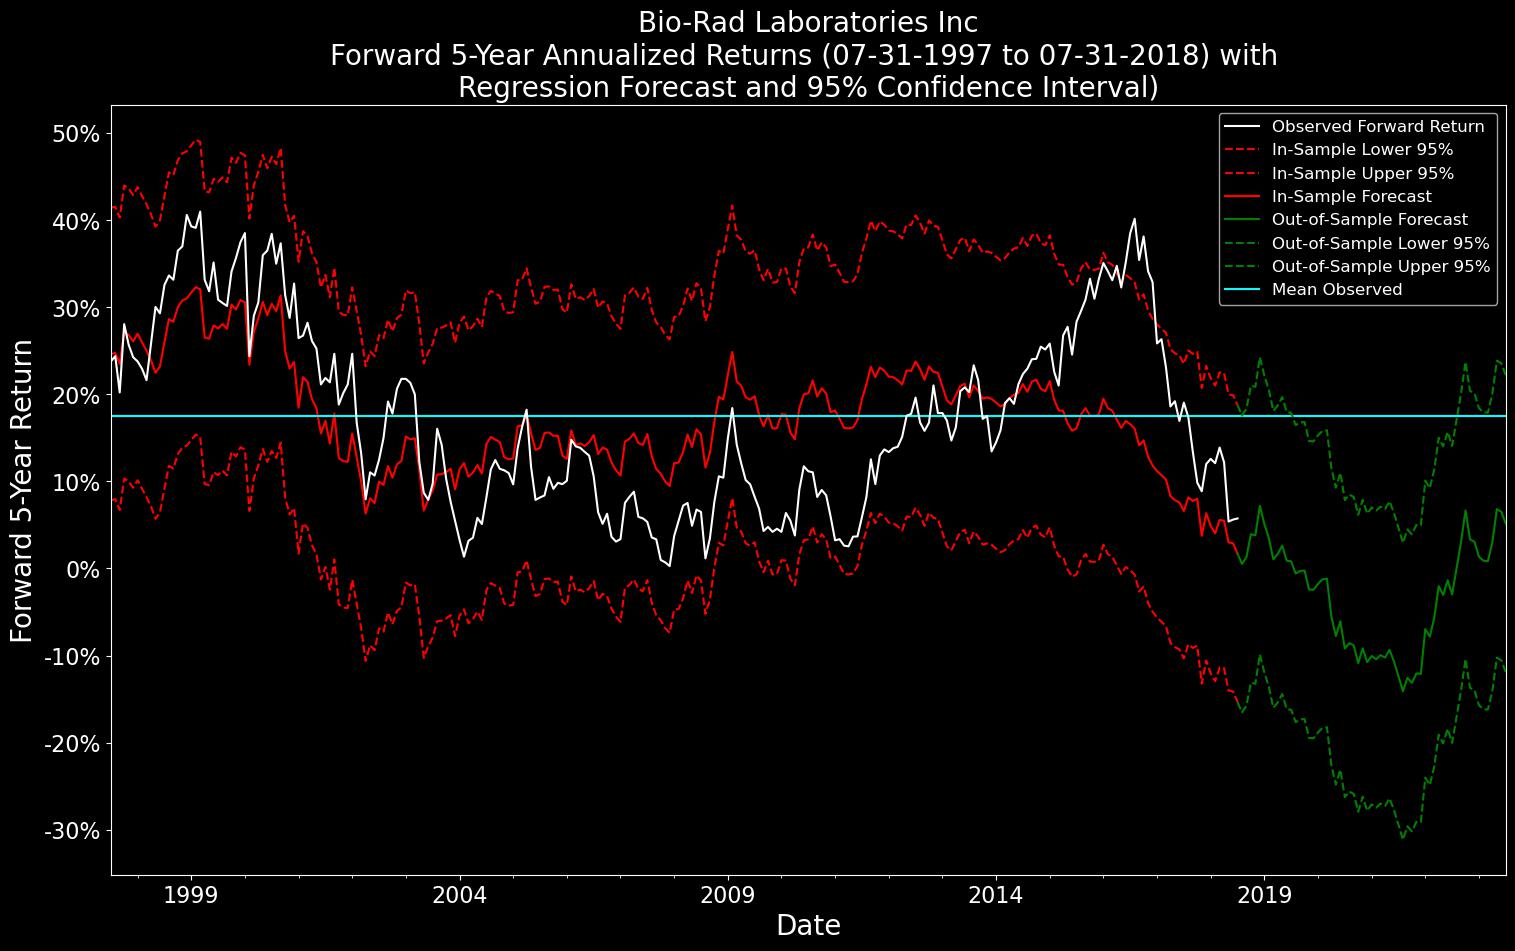 Bio-Rad Laboratories Inc
Forward 5-Year Annualized Returns (07-31-1997 to 07-31-2018) with
Regression Forecast and 95% Confidence Interval)
Observed Forward Return
In-Sample Lower 95%
In-Sample Upper 95%
In-Sample Forecast
Out-of-Sample Forecast
Out-of-Sample Lower 95%
Out-of-Sample Upper 95%
Mean Observed
Forward 5-Year Return
50%
40%
30%
20%
10%
0%
-10%
-20%
-30%
1999
2004
2009
2014
2019
Date